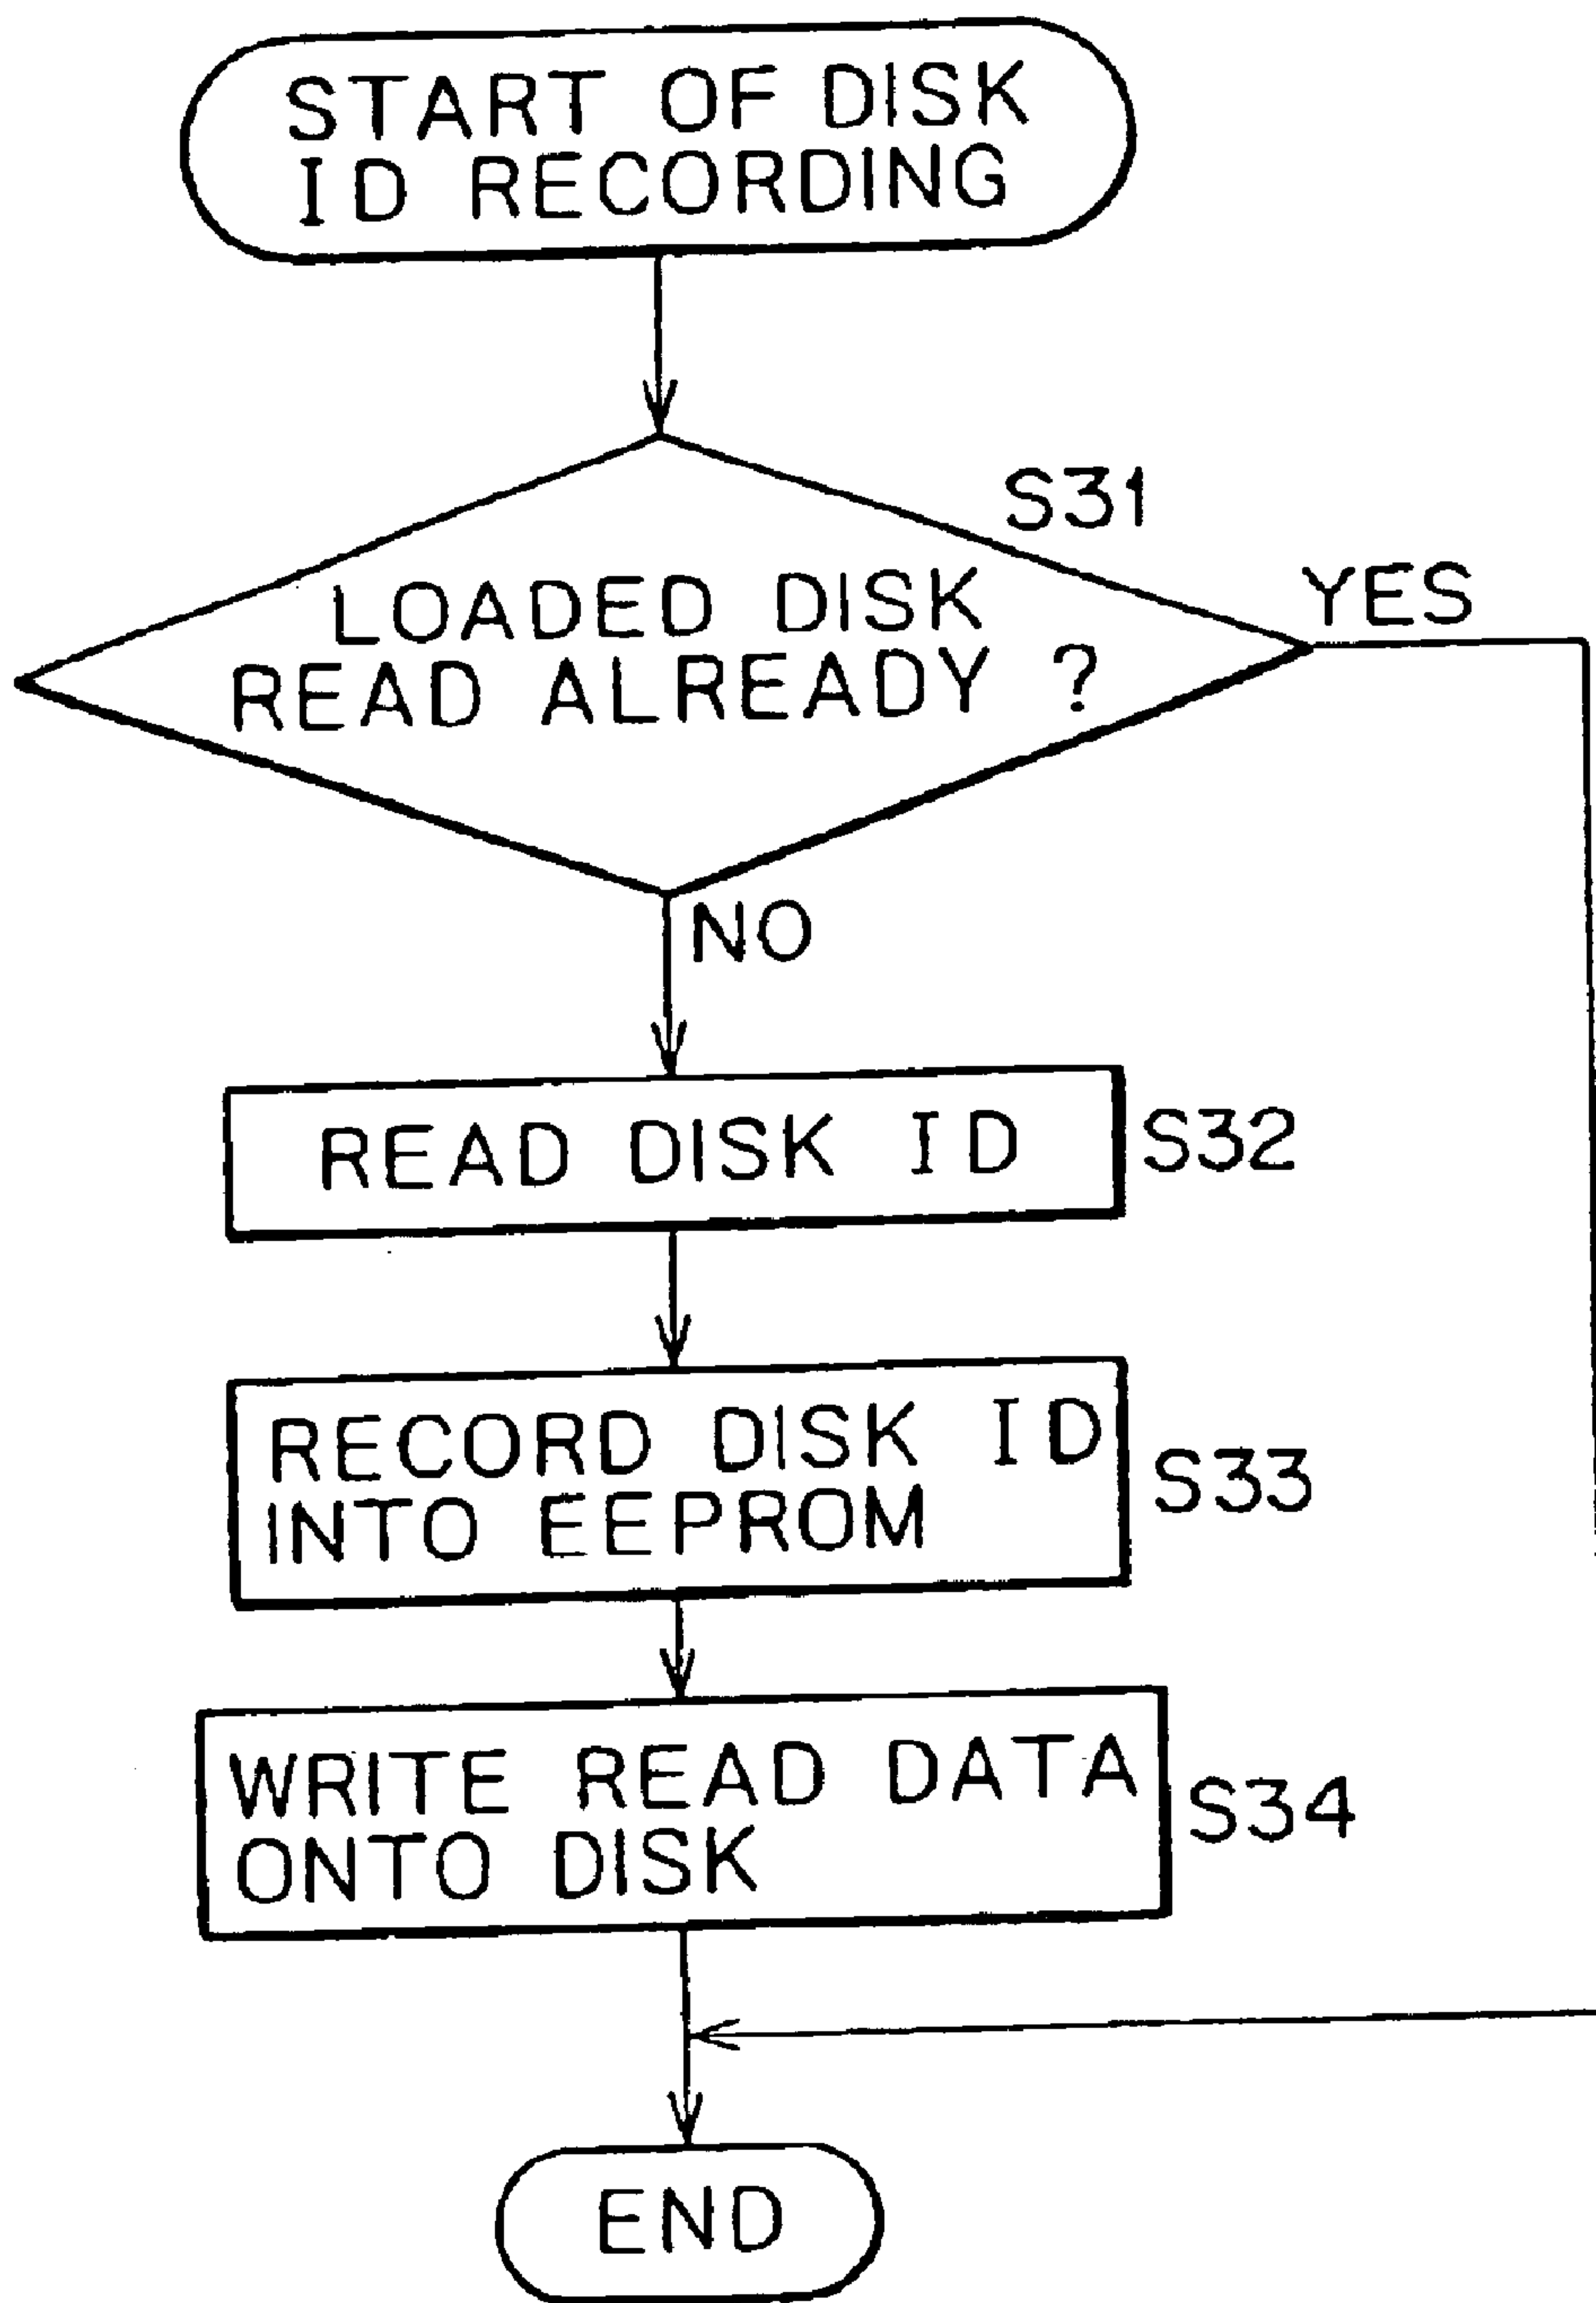 START OF DISK
ID RECORDING
S31
LOADED DISK
READ ALREADY ?
YES
NO
READ DISK ID
S32
RECORD DISK ID
INTO EEPROM
S33
WRITE READ DATA
ONTO DISK
S34
END